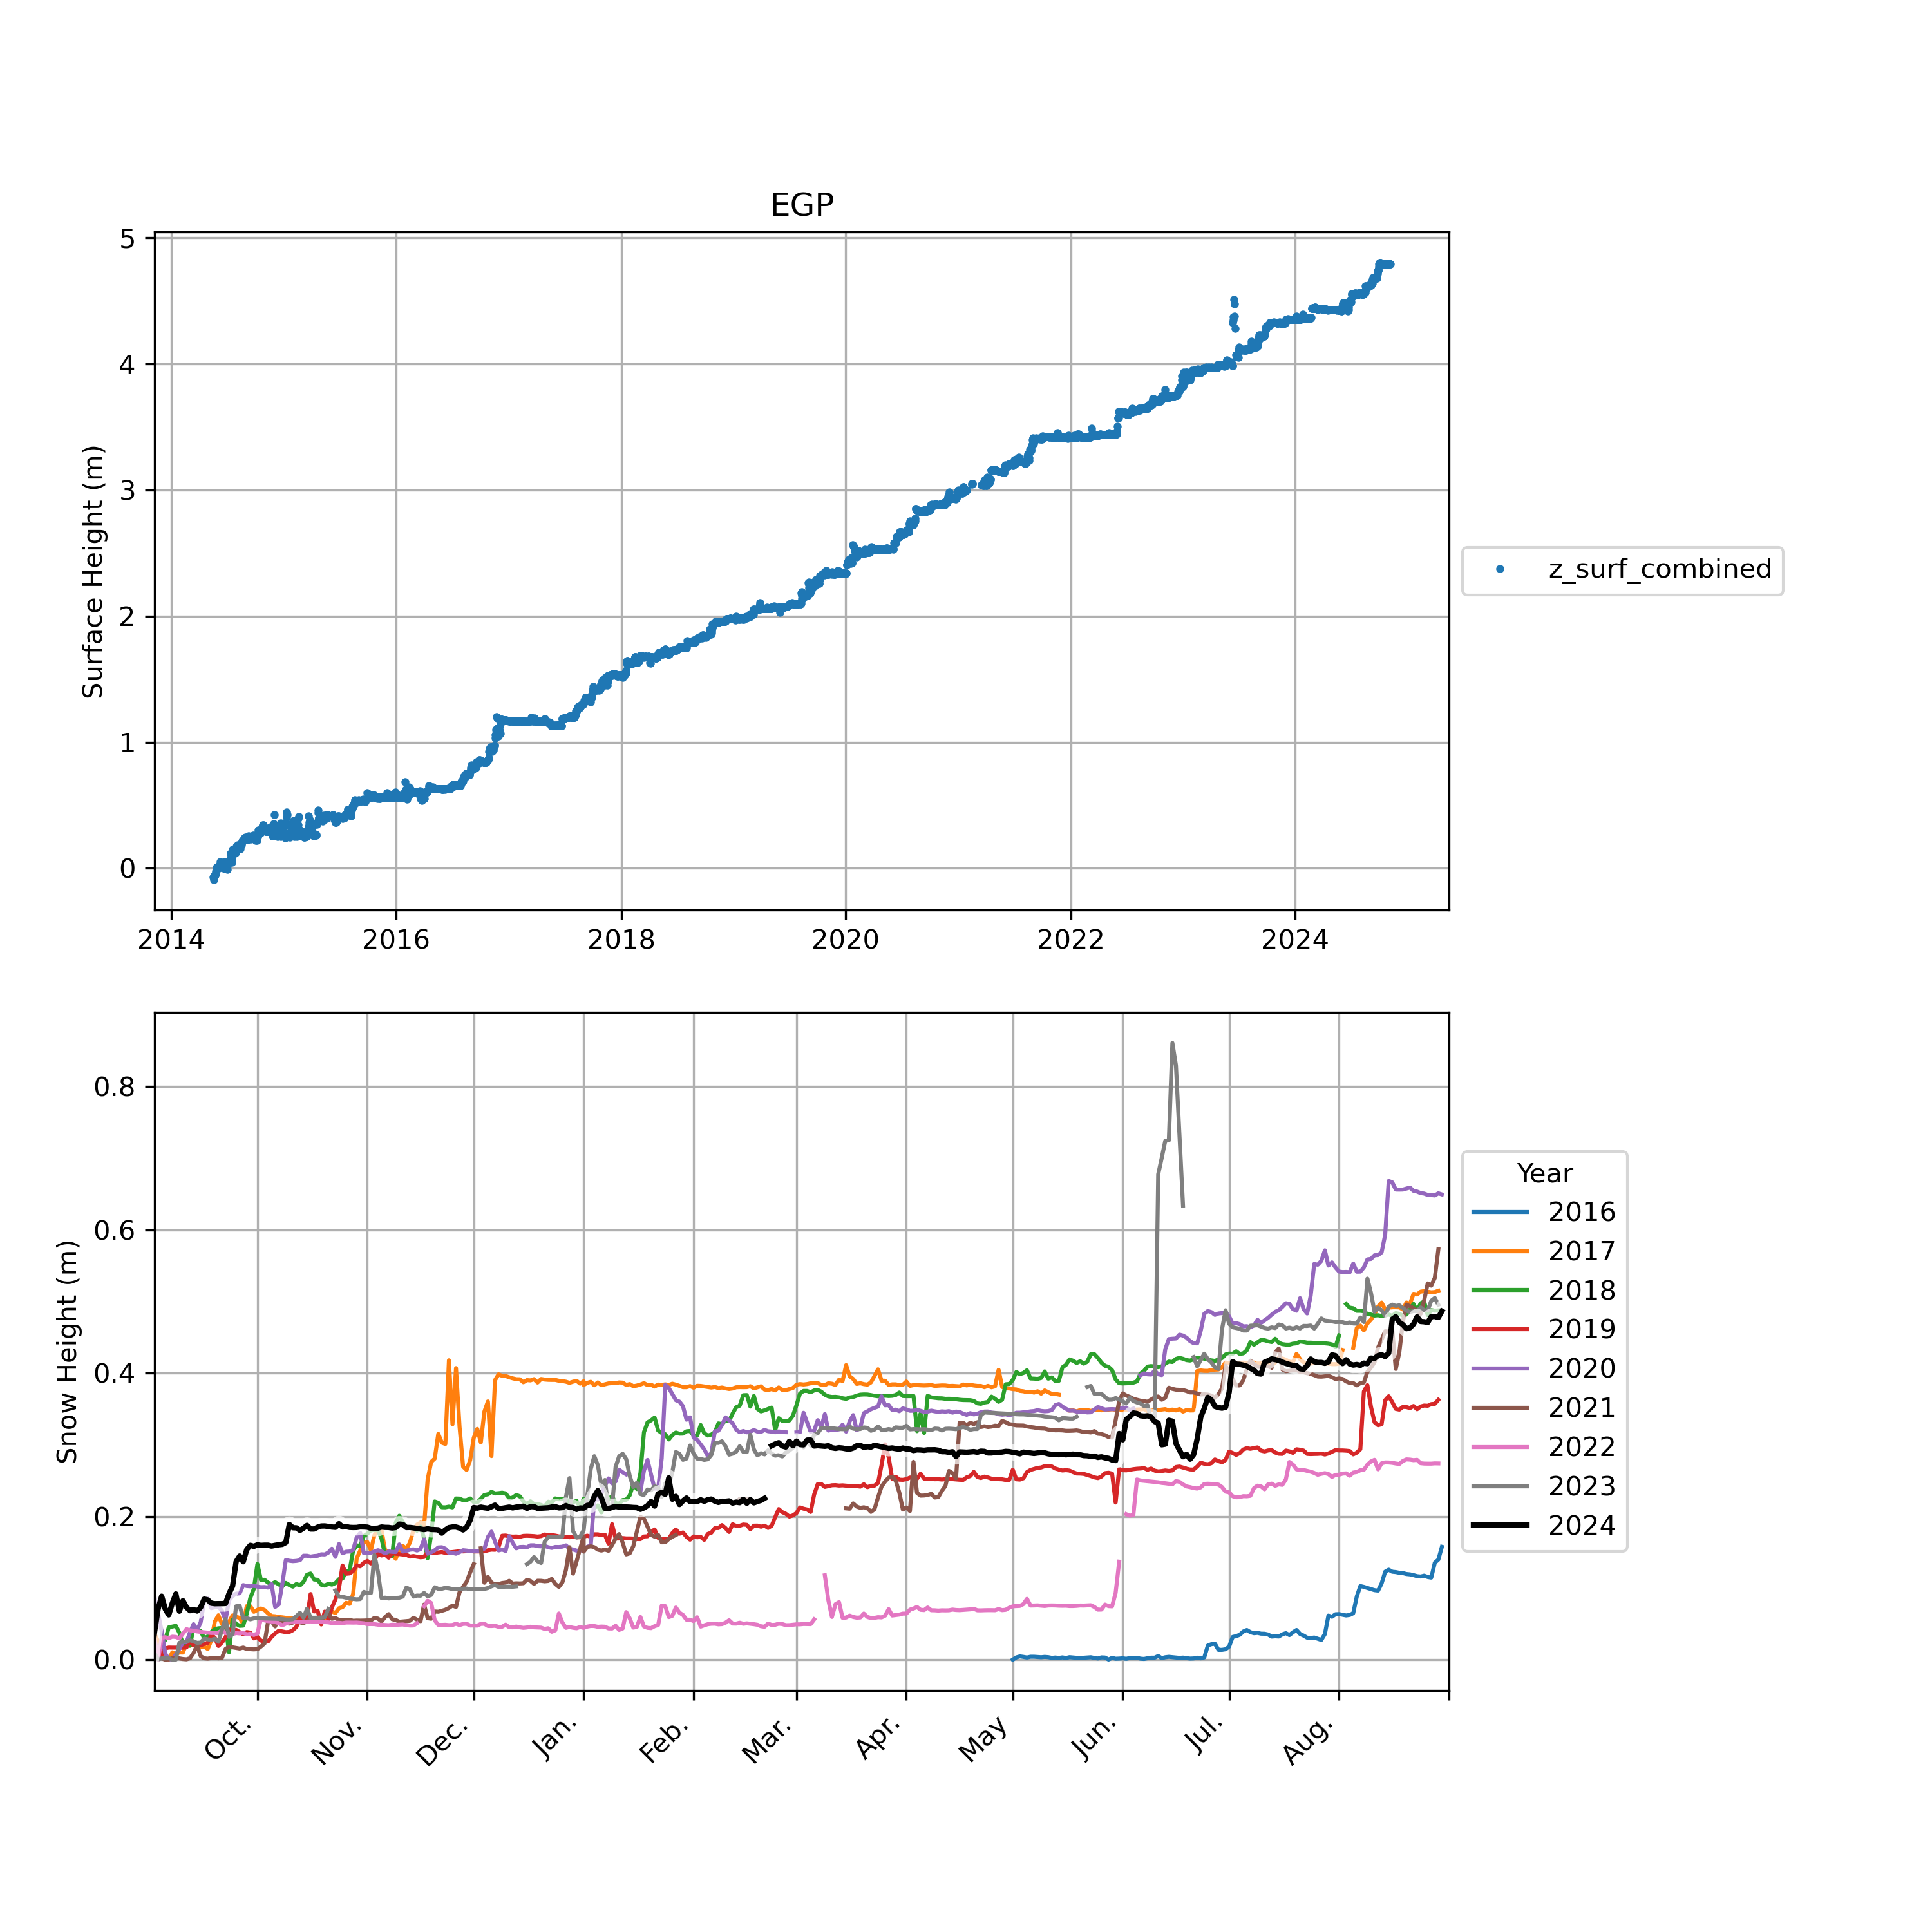 EGP
5
4
3
2
1
0
Surface Height (m)
2014 2016 2018 2020 2022 2024
z_surf_combined
0.8
0.6
0.4
0.2
0.0
Snow Height (m)
Oct. Nov. Dec. Jan. Feb. Mar. Apr. May Jun. Jul. Aug.
Year
2016
2017
2018
2019
2020
2021
2022
2023
2024